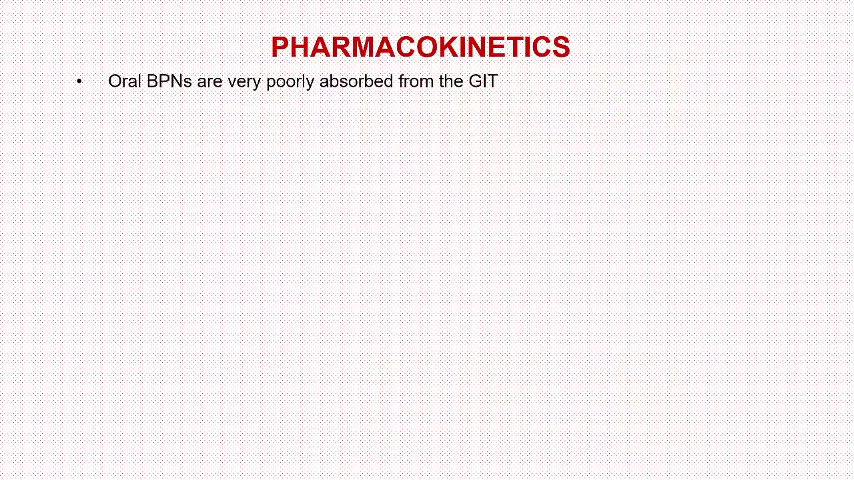 PHARMACOKINETICS
• Oral BPNs are very poorly absorbed from the GIT